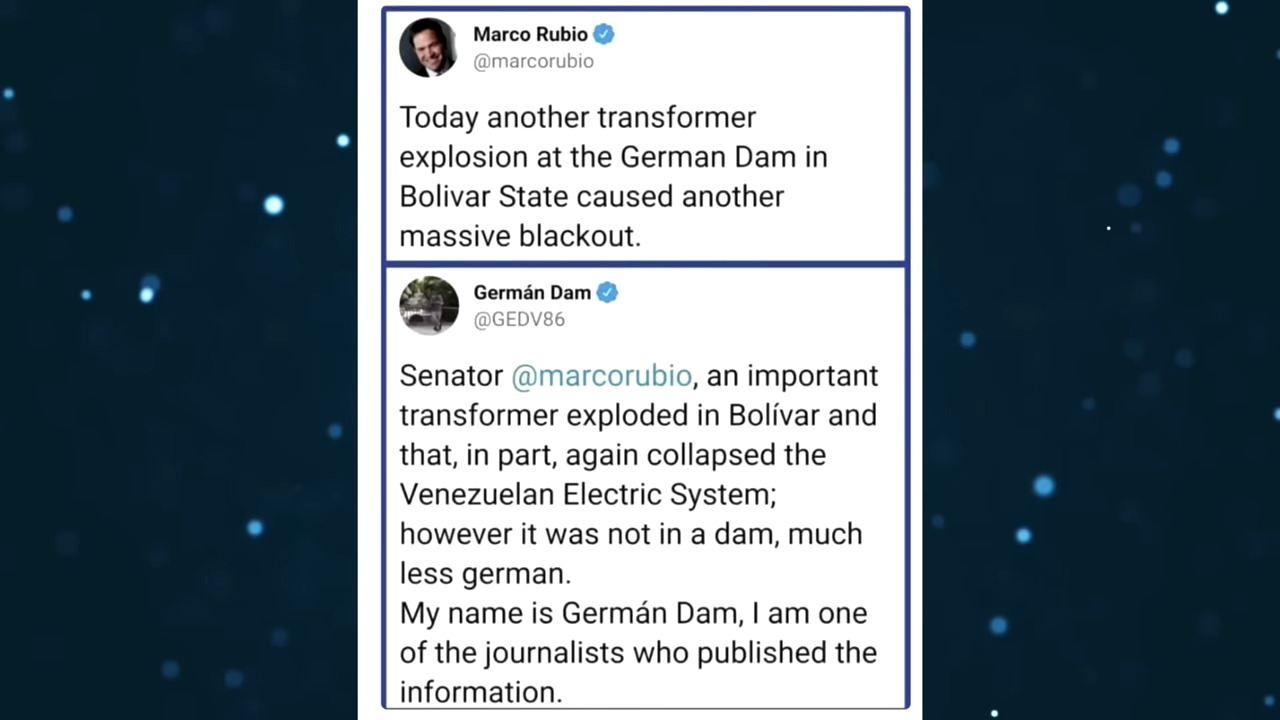 Marco Rubio
@marcorubio
Today another transformer
explosion at the German Dam in
Bolivar State caused another
massive blackout.
Germán Dam
@GEDV86
Senator @marcorubio, an important
transformer exploded in Bolívar and
that, in part, again collapsed the
Venezuelan Electric System;
however it was not in a dam, much
less german.
My name is Germán Dam, I am one
of the journalists who published the
information.